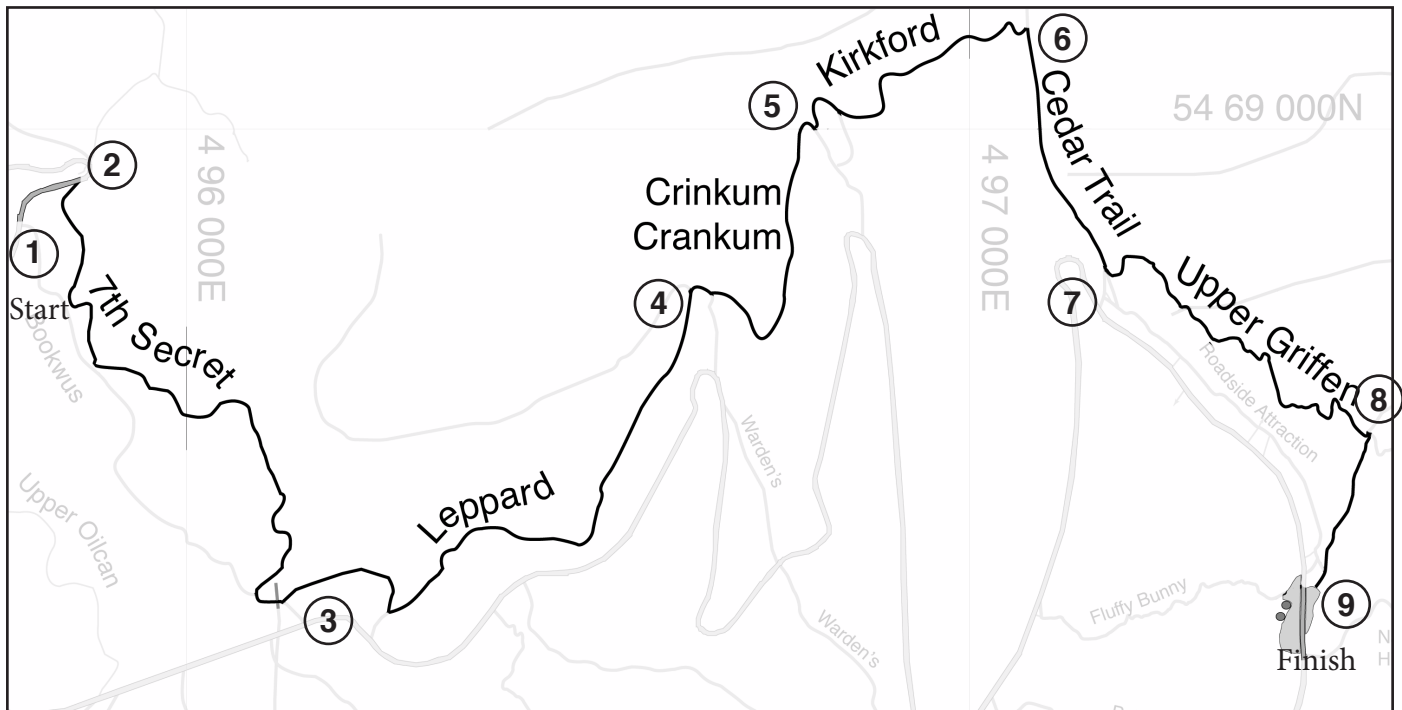 Kirkford
6
5
Cedar Trail
54 69 000N
2
4 96 000E
4 97 000E
Crinkum
Crankum
1
Start
7th Secret
4
7
Upper Griffen
8
Bookwus
Roadside Attraction
Warden's
Leppard
Upper Oilcan
3
Fluffy Bunny
9
Warden's
N
H
Finish